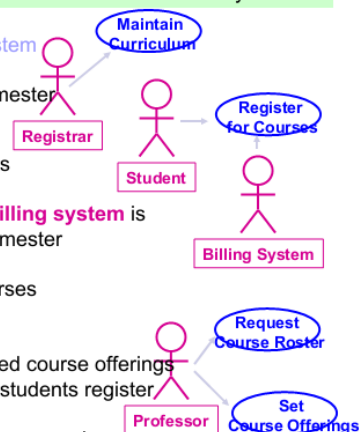 Maintain
Curriculum
stem
mester
Registrar
Register
for Courses
s
Student
illing system is
mester
Billing System
rses
Request
Course Roster
ed course offerings
students register
Set
Course Offerings
Professor